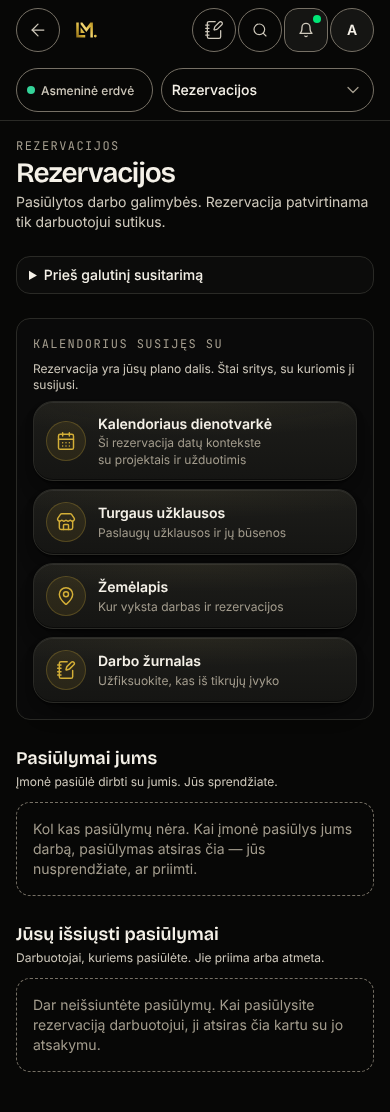 LM.
A
Asmeninė erdvė
Rezervacijos
REZERVACIJOS
Rezervacijos
Pasiūlytos darbo galimybės. Rezervacija patvirtinama
tik darbuotojui sutikus.
Prieš galutinį susitarimą
KALENDORIUS SUSIJĘS SU
Rezervacija yra jūsų plano dalis. Štai sritys, su kuriomis ji
susijusi.
Kalendoriaus dienotvarkė
Ši rezervacija datų kontekste
su projektais ir užduotimis
Turgaus užklausos
Paslaugų užklausos ir jų būsenos
Žemėlapis
Kur vyksta darbas ir rezervacijos
Darbo žurnalas
Užfiksuokite, kas iš tikrųjų įvyko
Pasiūlymai jums
Įmonė pasiūlė dirbti su jumis. Jūs sprendžiate.
Kol kas pasiūlymų nėra. Kai įmonė pasiūlys jums
darbą, pasiūlymas atsiras čia — jūs
nuspręndžiate, ar priimti.
Jūsų išsiųsti pasiūlymai
Darbuotojai, kuriems pasiūlėte. Jie priima arba atmeta.
Dar neišsiuntėte pasiūlymų. Kai pasiūlysite
rezervaciją darbuotojui, ji atsiras čia kartu su jo
atsakymu.